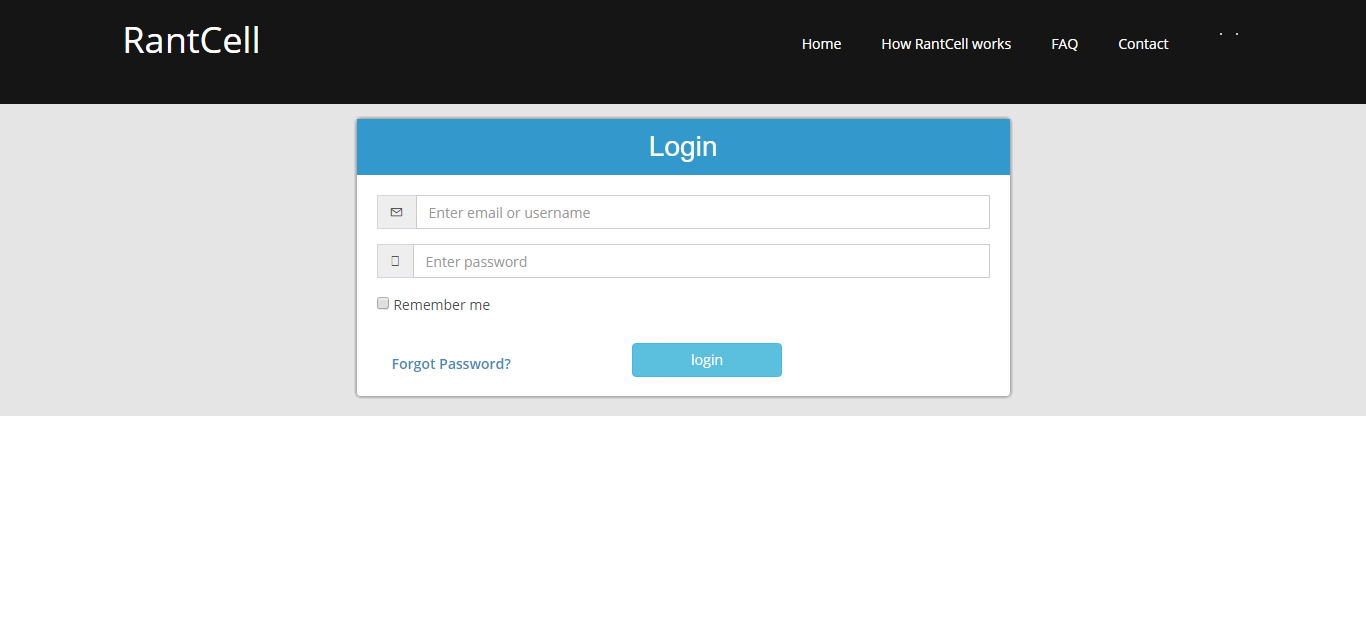 RantCell
Home How RantCell works FAQ Contact
Login
Enter email or username
Enter password
Remember me
Forgot Password?
login